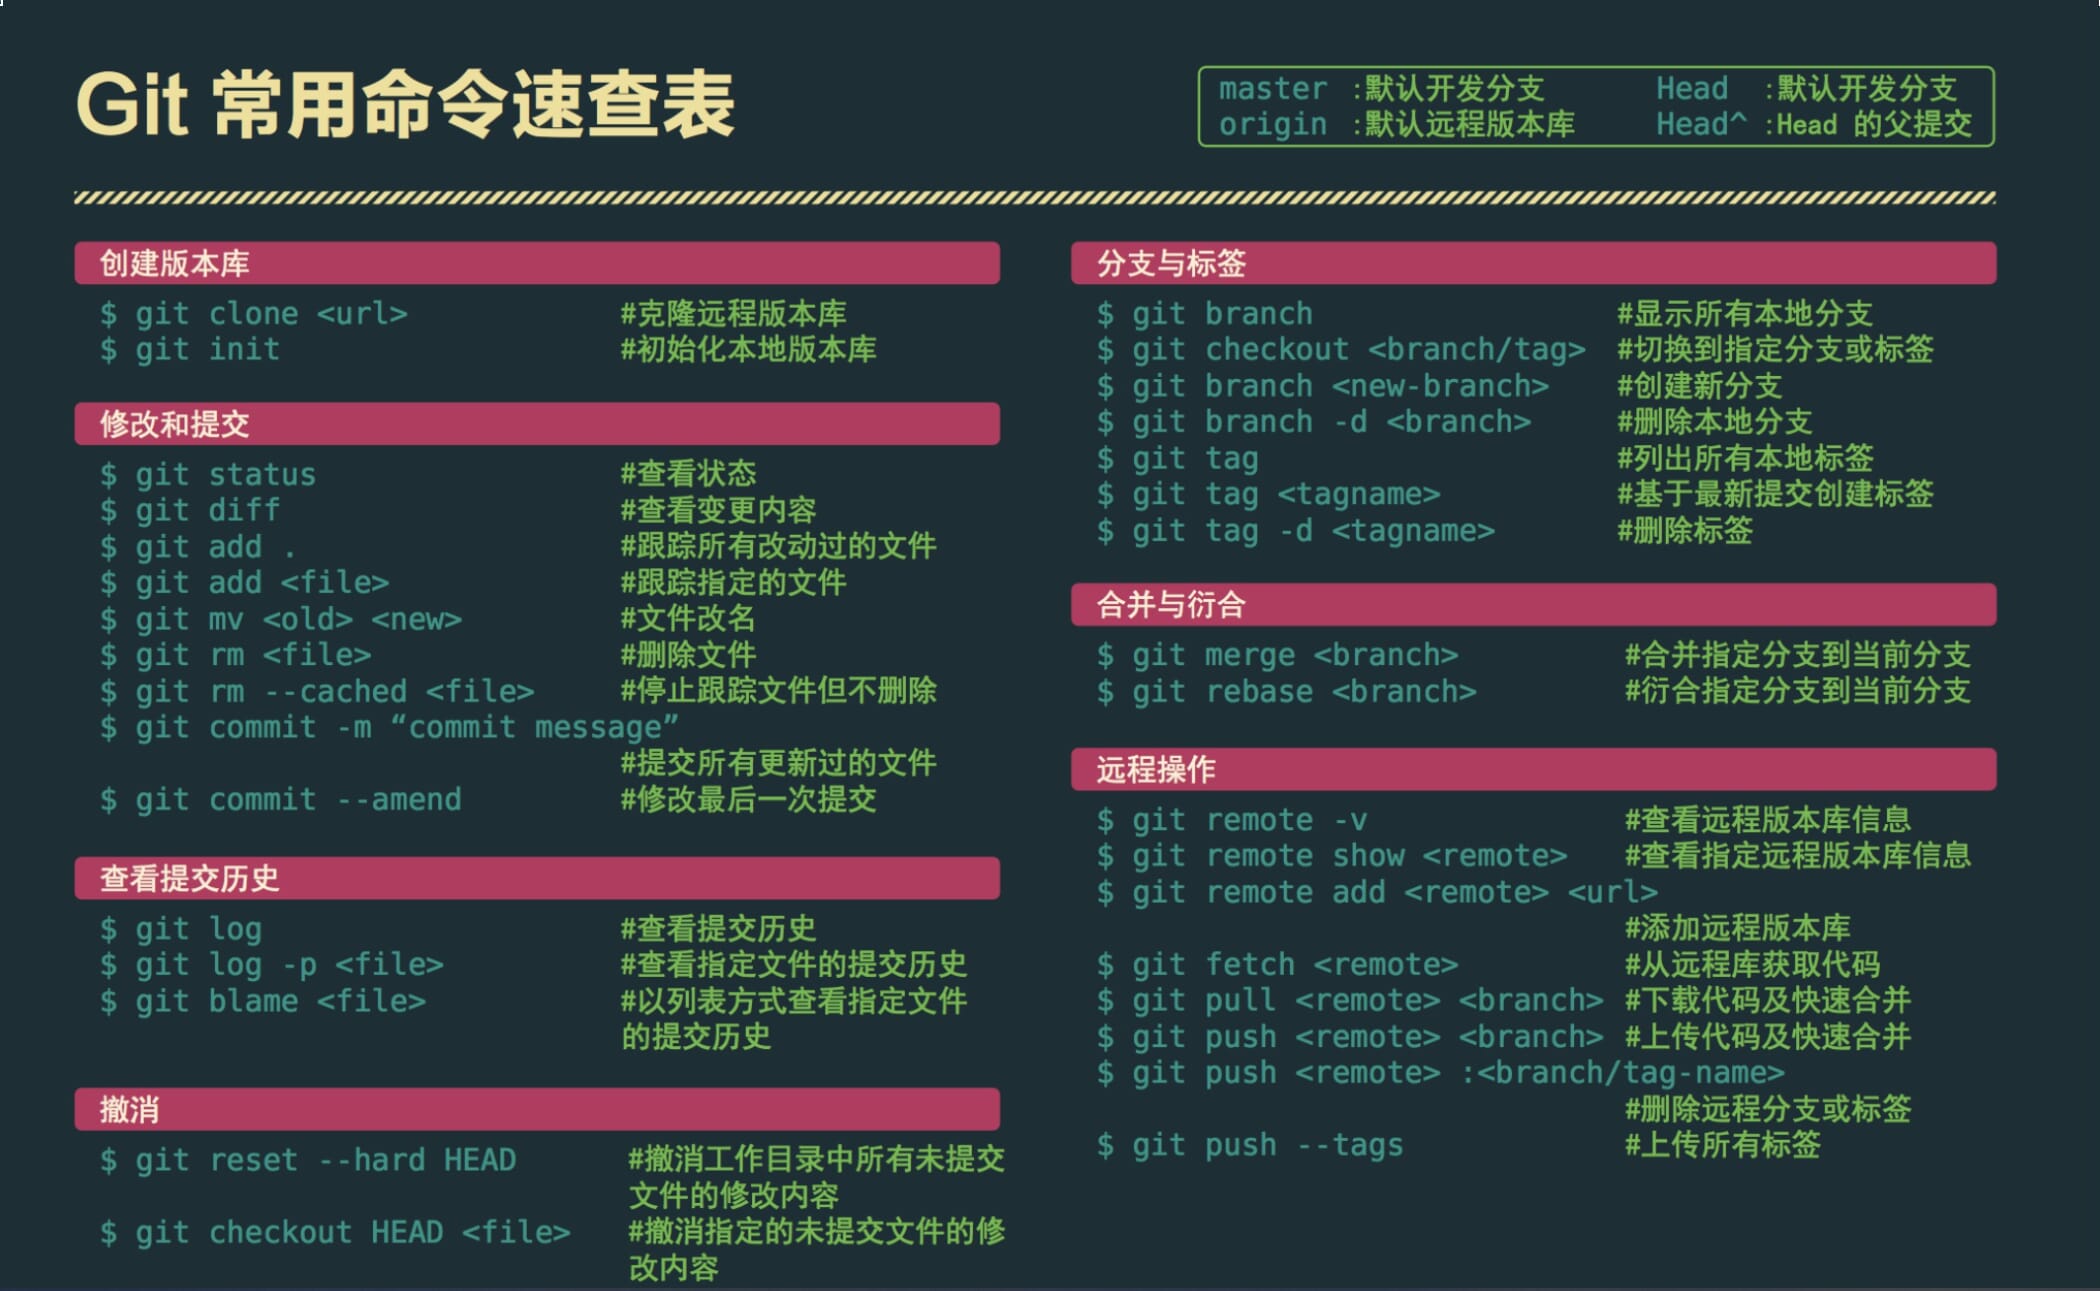 Git 常用命令速查表
master :默认开发分支 Head :默认开发分支
origin :默认远程版本库 Head^ :Head 的父提交
创建版本库
$ git clone <url> #克隆远程版本库
$ git init #初始化本地版本库
修改和提交
$ git status #查看状态
$ git diff #查看变更内容
$ git add . #跟踪所有改动过的文件
$ git add <file> #跟踪指定的文件
$ git mv <old> <new> #文件改名
$ git rm <file> #删除文件
$ git rm --cached <file> #停止跟踪文件但不删除
$ git commit -m “commit message”
#提交所有更新过的文件
$ git commit --amend #修改最后一次提交
查看提交历史
$ git log #查看提交历史
$ git log -p <file> #查看指定文件的提交历史
$ git blame <file> #以列表方式查看指定文件
的提交历史
撤消
$ git reset --hard HEAD #撤消工作目录中所有未提交
文件的修改内容
$ git checkout HEAD <file> #撤消指定的未提交文件的修
改内容
分支与标签
$ git branch #显示所有本地分支
$ git checkout <branch/tag> #切换到指定分支或标签
$ git branch <new-branch> #创建新分支
$ git branch -d <branch> #删除本地分支
$ git tag #列出所有本地标签
$ git tag <tagname> #基于最新提交创建标签
$ git tag -d <tagname> #删除标签
合并与衍合
$ git merge <branch> #合并指定分支到当前分支
$ git rebase <branch> #衍合指定分支到当前分支
远程操作
$ git remote -v #查看远程版本库信息
$ git remote show <remote> #查看指定远程版本库信息
$ git remote add <remote> <url>
#添加远程版本库
$ git fetch <remote> #从远程库获取代码
$ git pull <remote> <branch> #下载代码及快速合并
$ git push <remote> <branch> #上传代码及快速合并
$ git push <remote> :<branch/tag-name>
#删除远程分支或标签
$ git push --tags #上传所有标签